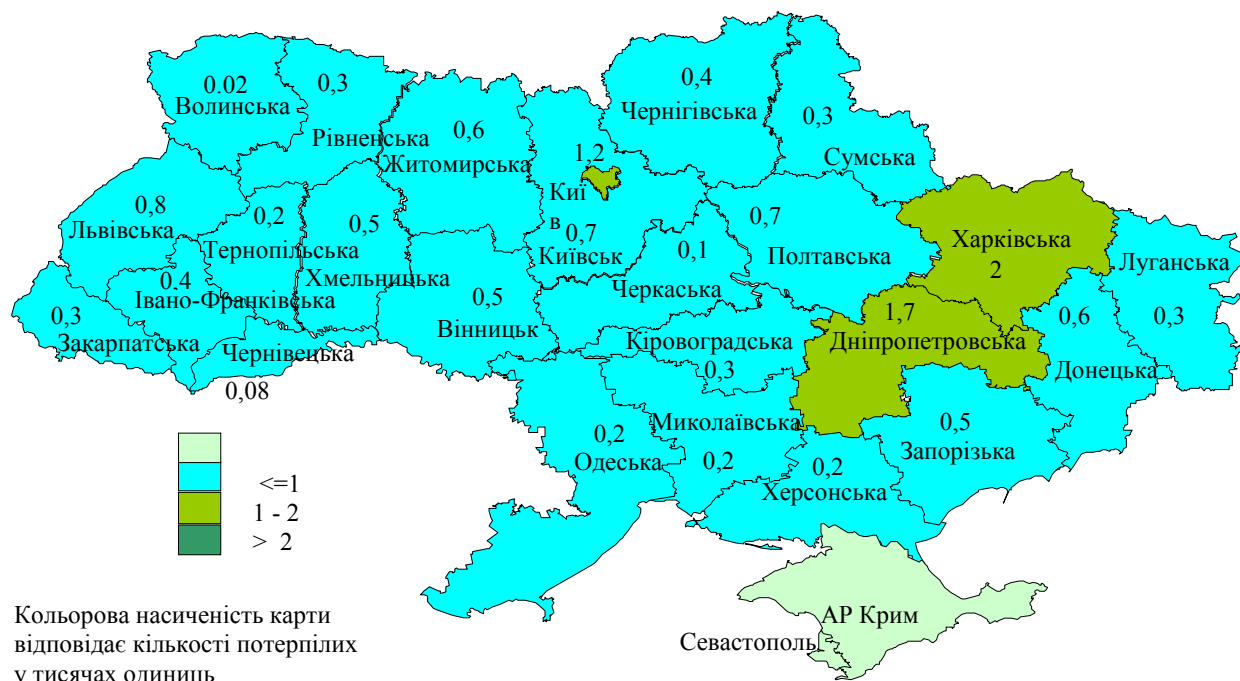 0.02
Волинська
0,3
Рівненська
0,6
Житомирська
1,2
Киї
в
0,7
Київськ
0,4
Чернігівська
0,3
Сумська
0,8
Львівська
0,2
Тернопільська
0,5
Хмельницька
0.4
Івано-Франківська
0,3
Закарпатська
Чернівецька
0,08
0,5
Вінницьк
0,1
Черкаська
0,7
Полтавська
Харківська
2
Луганська
0,3
Кіровоградська
0,3
1,7
Дніпропетровська
0,6
Донецька
0,2
Одеська
Миколаївська
0,2
0,2
Херсонська
0,5
Запорізька
АР Крим
Севастополь
<=1
1 - 2
> 2
Кольорова насиченість карти
відповідає кількості потерпілих
у тисячах одиниць